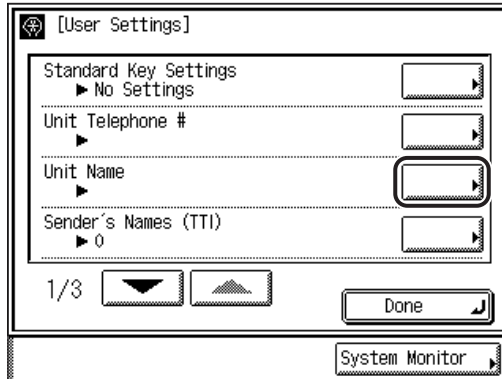 [User Settings]
Standard Key Settings
▶ No Settings
Unit Telephone #
▶
Unit Name
▶
Sender´s Names (TTI)
▶ 0
1/3
Done
System Monitor